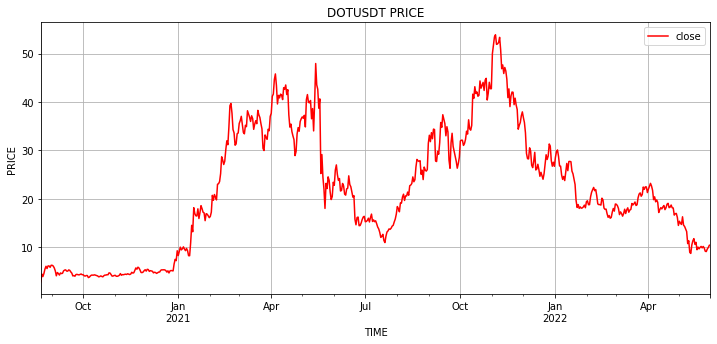 DOTUSDT PRICE
close
PRICE
50
40
30
20
10
Oct
Jan
2021
Apr
Jul
Oct
Jan
2022
Apr
TIME